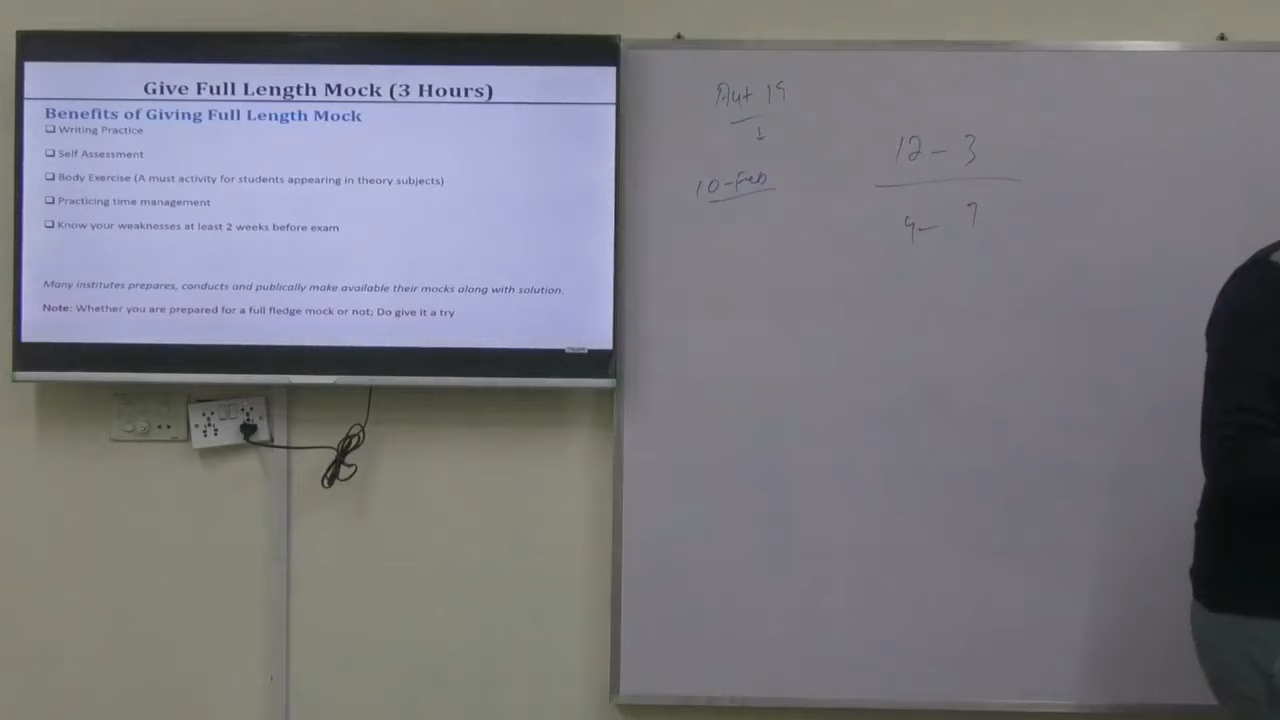 Give Full Length Mock (3 Hours)
Benefits of Giving Full Length Mock
❑ Writing Practice
❑ Self Assessment
❑ Body Exercise (A must activity for students appearing in theory subjects)
❑ Practicing time management
❑ Know your weaknesses at least 2 weeks before exam
Many institutes prepares, conducts and publically make available their mocks along with solution.
Note: Whether you are prepared for a full fledge mock or not; Do give it a try
Aut 19
10-Feb
12 - 3